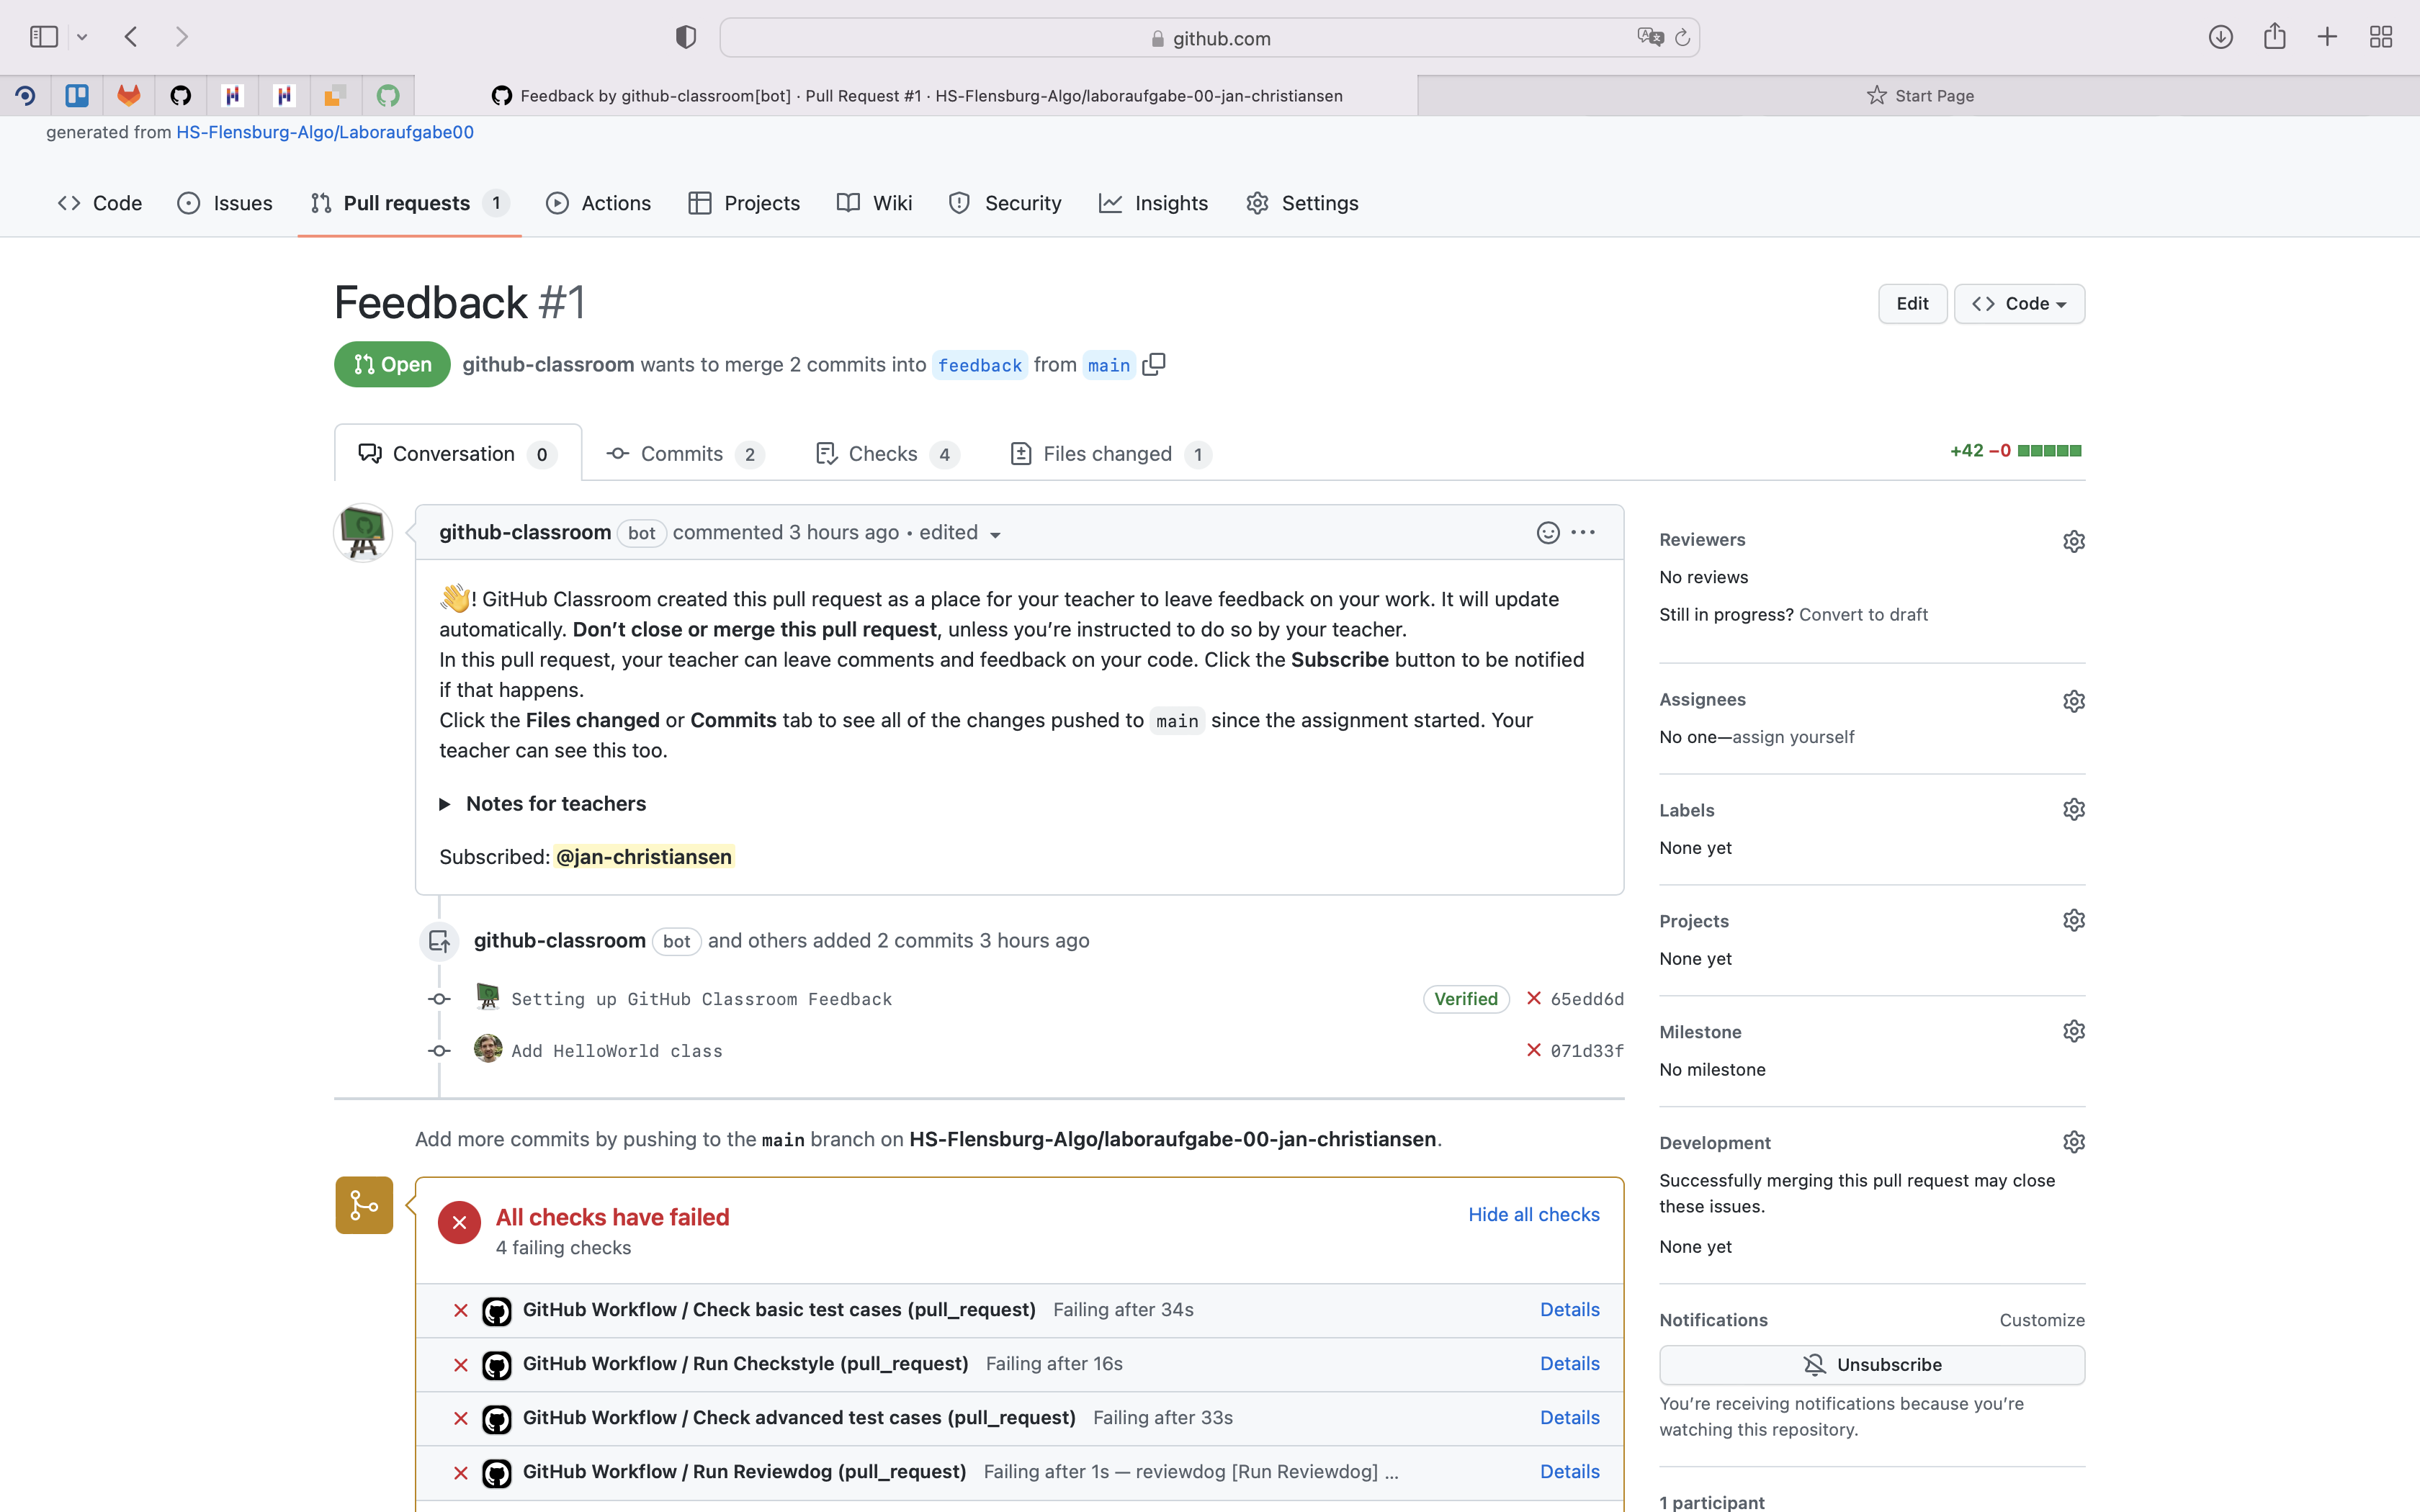 github.com
Feedback by github-classroom[bot] · Pull Request #1 · HS-Flensburg-Algo/laboraufgabe-00-jan-christiansen
Start Page
generated from HS-Flensburg-Algo/Laboraufgabe00
Code
Issues
Pull requests 1
Actions
Projects
Wiki
Security
Insights
Settings
Feedback #1
Edit
Code
Open
github-classroom wants to merge 2 commits into feedback from main
Conversation 0
Commits 2
Checks 4
Files changed 1
+42 −0
github-classroom bot commented 3 hours ago • edited
👋! GitHub Classroom created this pull request as a place for your teacher to leave feedback on your work. It will update
automatically. Don’t close or merge this pull request, unless you’re instructed to do so by your teacher.
In this pull request, your teacher can leave comments and feedback on your code. Click the Subscribe button to be notified
if that happens.
Click the Files changed or Commits tab to see all of the changes pushed to main since the assignment started. Your
teacher can see this too.
Notes for teachers
Subscribed: @jan-christiansen
github-classroom bot and others added 2 commits 3 hours ago
Setting up GitHub Classroom Feedback
Verified
65edd6d
Add HelloWorld class
071d33f
Add more commits by pushing to the main branch on HS-Flensburg-Algo/laboraufgabe-00-jan-christiansen.
All checks have failed
4 failing checks
Hide all checks
GitHub Workflow / Check basic test cases (pull_request) Failing after 34s
Details
GitHub Workflow / Run Checkstyle (pull_request) Failing after 16s
Details
GitHub Workflow / Check advanced test cases (pull_request) Failing after 33s
Details
GitHub Workflow / Run Reviewdog (pull_request) Failing after 1s — reviewdog [Run Reviewdog] ...
Details
Reviewers
No reviews
Still in progress? Convert to draft
Assignees
No one—assign yourself
Labels
None yet
Projects
None yet
Milestone
No milestone
Development
Successfully merging this pull request may close
these issues.
None yet
Notifications
Customize
Unsubscribe
You’re receiving notifications because you’re
watching this repository.
1 participant